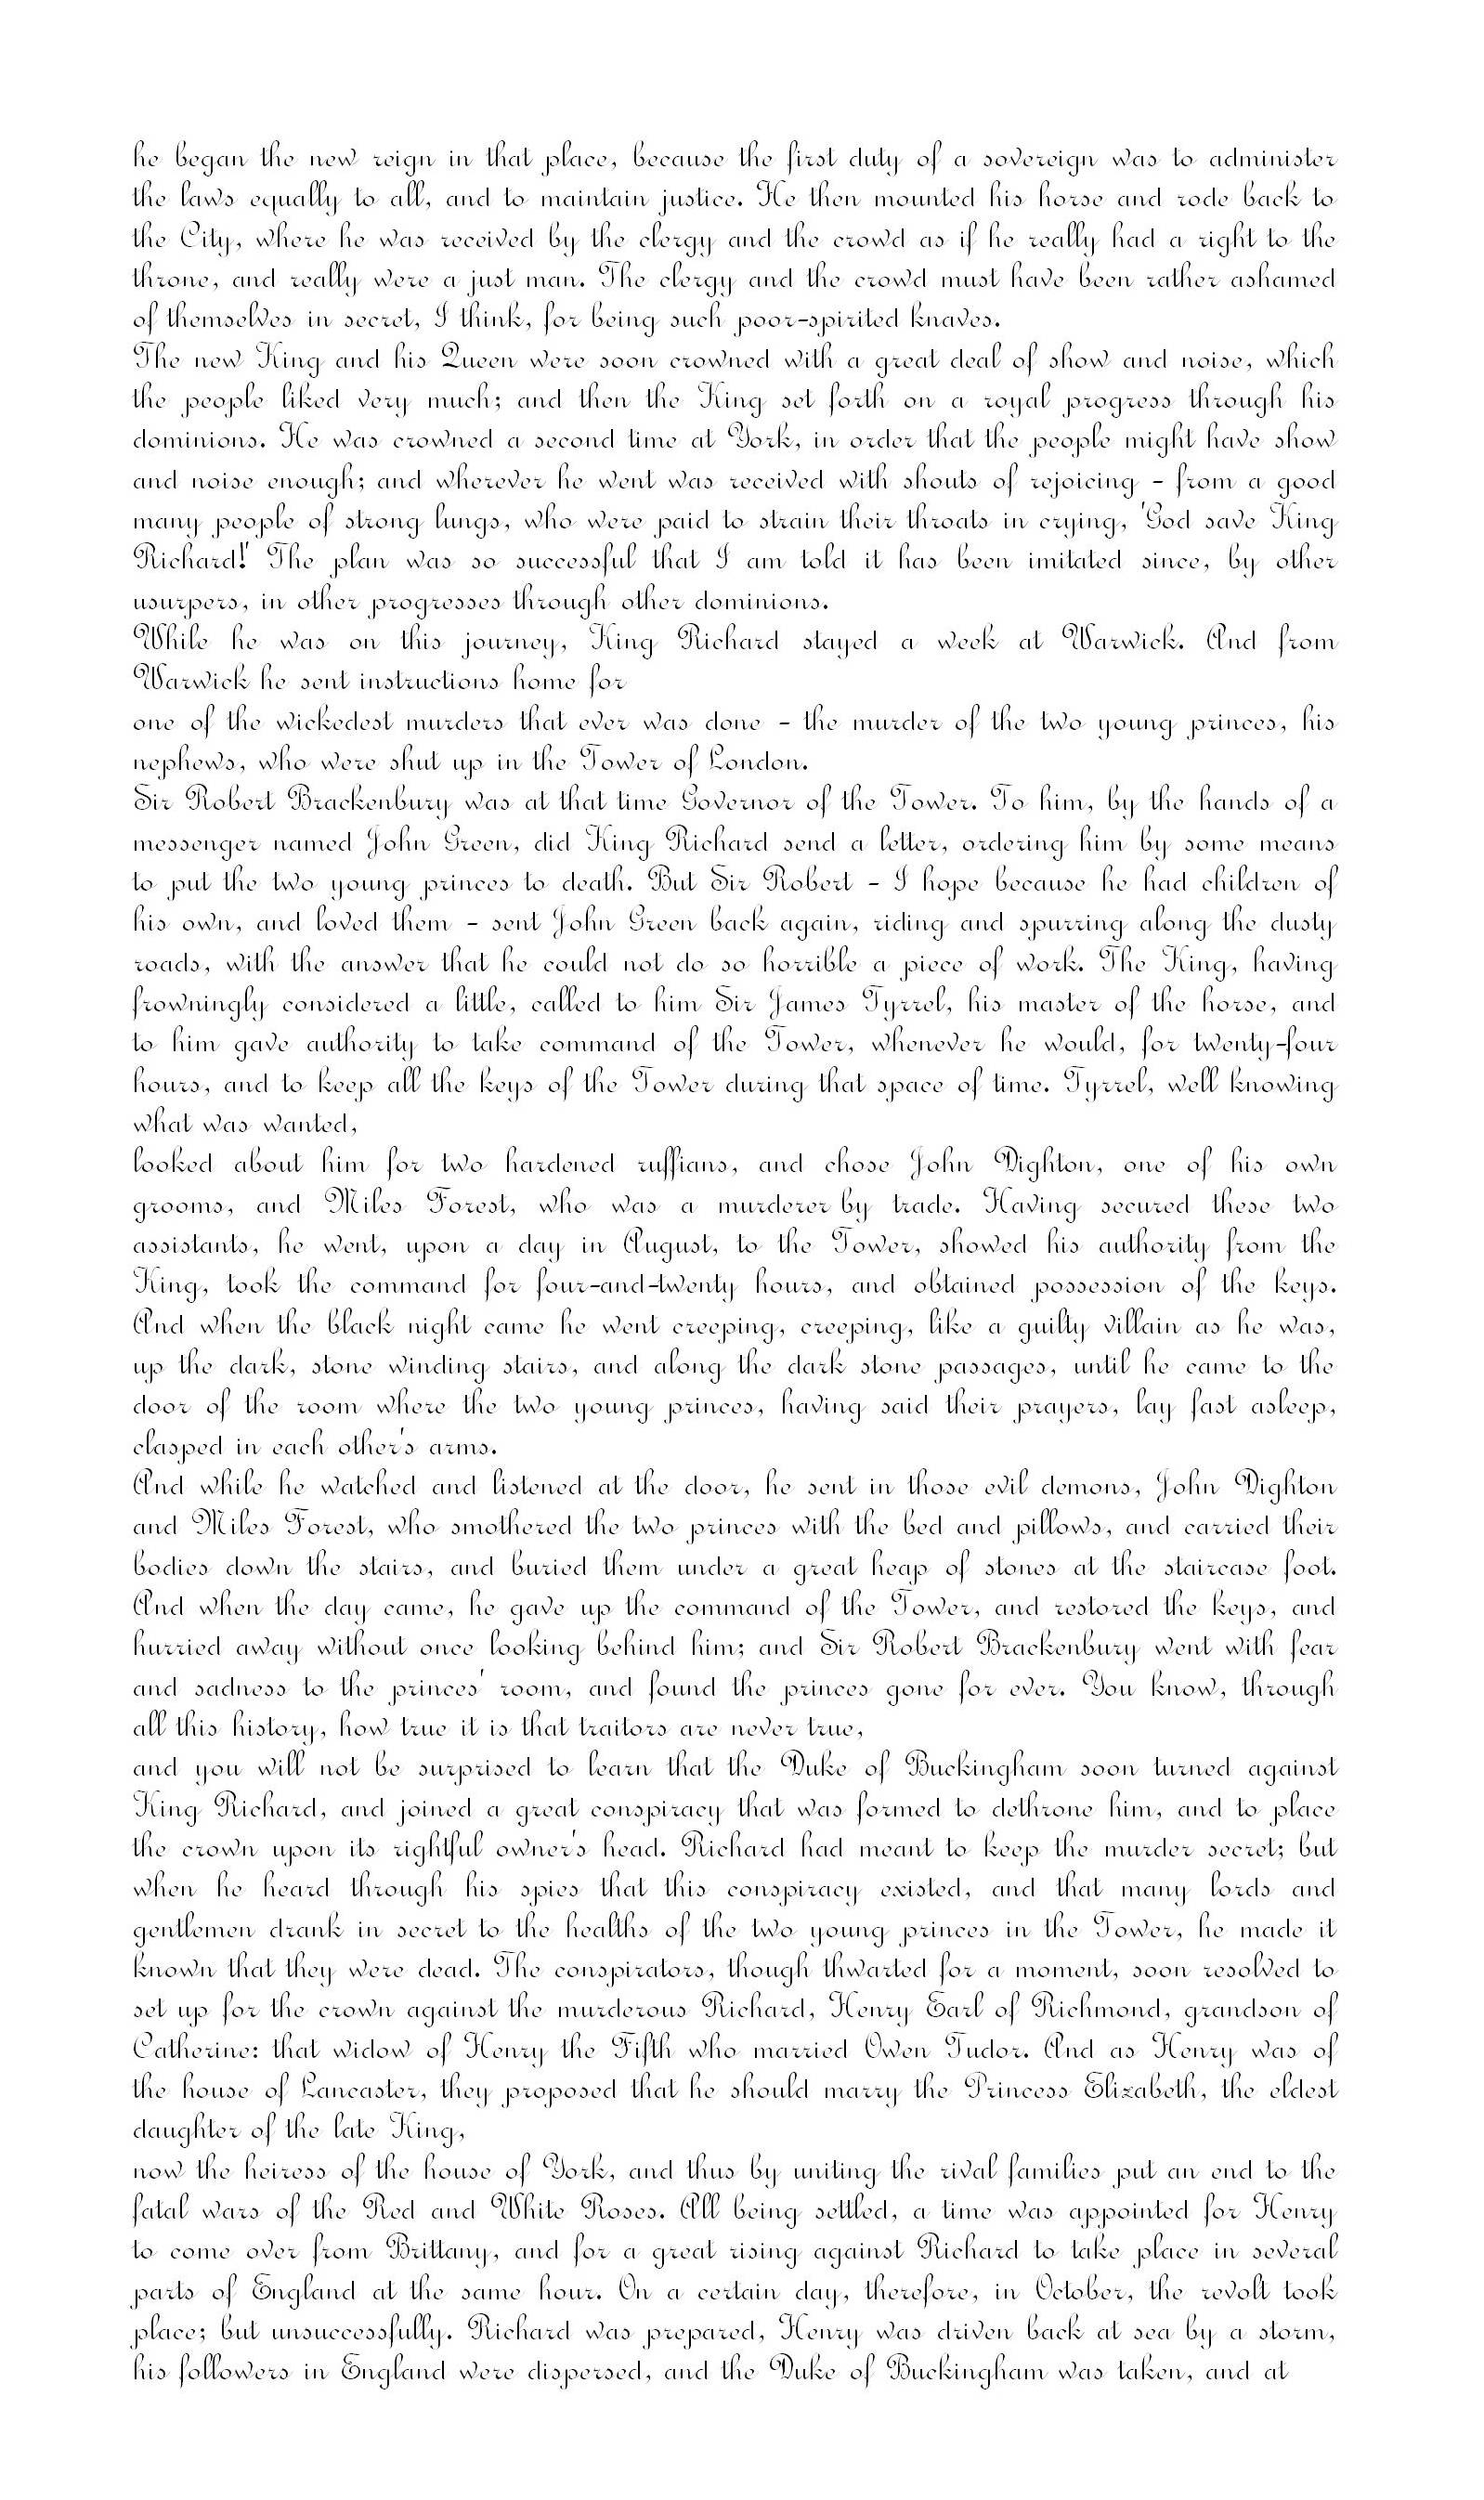 he began the new reign in that place, because the first duty of a sovereign was to administer
the laws equally to all, and to maintain justice. He then mounted his horse and rode back to
the City, where he was received by the clergy and the crowd as if he really had a right to the
throne, and really were a just man. The clergy and the crowd must have been rather ashamed
of themselves in secret, I think, for being such poor-spirited knaves.
The new King and his Queen were soon crowned with a great deal of show and noise, which
the people liked very much; and then the King set forth on a royal progress through his
dominions. He was crowned a second time at York, in order that the people might have show
and noise enough; and wherever he went was received with shouts of rejoicing - from a good
many people of strong lungs, who were paid to strain their throats in crying, 'God save King
Richard!' The plan was so successful that I am told it has been imitated since, by other
usurpers, in other progresses through other dominions.
While he was on this journey, King Richard stayed a week at Warwick. And from
Warwick he sent instructions home for
one of the wickedest murders that ever was done - the murder of the two young princes, his
nephews, who were shut up in the Tower of London.
Sir Robert Brackenbury was at that time Governor of the Tower. To him, by the hands of a
messenger named John Green, did King Richard send a letter, ordering him by some means
to put the two young princes to death. But Sir Robert - I hope because he had children of
his own, and loved them - sent John Green back again, riding and spurring along the dusty
roads, with the answer that he could not do so horrible a piece of work. The King, having
frowningly considered a little, called to him Sir James Tyrrel, his master of the horse, and
to him gave authority to take command of the Tower, whenever he would, for twenty-four
hours, and to keep all the keys of the Tower during that space of time. Tyrrel, well knowing
what was wanted,
looked about him for two hardened ruffians, and chose John Dighton, one of his own
grooms, and Miles Forest, who was a murderer by trade. Having secured these two
assistants, he went, upon a day in August, to the Tower, showed his authority from the
King, took the command for four-and-twenty hours, and obtained possession of the keys.
And when the black night came he went creeping, creeping, like a guilty villain as he was,
up the dark, stone winding stairs, and along the dark stone passages, until he came to the
door of the room where the two young princes, having said their prayers, lay fast asleep,
clasped in each other's arms.
And while he watched and listened at the door, he sent in those evil demons, John Dighton
and Miles Forest, who smothered the two princes with the bed and pillows, and carried their
bodies down the stairs, and buried them under a great heap of stones at the staircase foot.
And when the day came, he gave up the command of the Tower, and restored the keys, and
hurried away without once looking behind him; and Sir Robert Brackenbury went with fear
and sadness to the princes' room, and found the princes gone for ever. You know, through
all this history, how true it is that traitors are never true,
and you will not be surprised to learn that the Duke of Buckingham soon turned against
King Richard, and joined a great conspiracy that was formed to dethrone him, and to place
the crown upon its rightful owner's head. Richard had meant to keep the murder secret; but
when he heard through his spies that this conspiracy existed, and that many lords and
gentlemen drank in secret to the healths of the two young princes in the Tower, he made it
known that they were dead. The conspirators, though thwarted for a moment, soon resolved to
set up for the crown against the murderous Richard, Henry Earl of Richmond, grandson of
Catherine: that widow of Henry the Fifth who married Owen Tudor. And as Henry was of
the house of Lancaster, they proposed that he should marry the Princess Elizabeth, the eldest
daughter of the late King,
now the heiress of the house of York, and thus by uniting the rival families put an end to the
fatal wars of the Red and White Roses. All being settled, a time was appointed for Henry
to come over from Brittany, and for a great rising against Richard to take place in several
parts of England at the same hour. On a certain day, therefore, in October, the revolt took
place; but unsuccessfully. Richard was prepared, Henry was driven back at sea by a storm,
his followers in England were dispersed, and the Duke of Buckingham was taken, and at